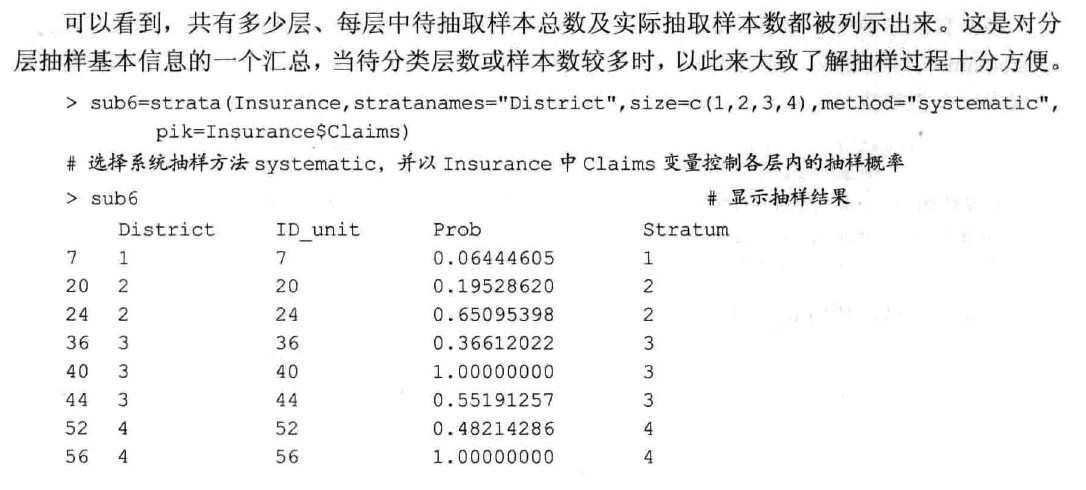 可以看到，共有多少层、每层中待抽取样本总数及实际抽取样本数都被列示出来。这是对分
层抽样基本信息的一个汇总，当待分类层数或样本数较多时，以此来大致了解抽样过程十分方便。
> sub6=strata(Insurance,stratanames="District",size=c(1,2,3,4),method="systematic",
pik=Insurance$Claims)
# 选择系统抽样方法 systematic，并以 Insurance 中 Claims 变量控制各层内的抽样概率
> sub6 # 显示抽样结果
District ID_unit Prob Stratum
7 1 7 0.06444605 1
20 2 20 0.19528620 2
24 2 24 0.65095398 2
36 3 36 0.36612022 3
40 3 40 1.00000000 3
44 3 44 0.55191257 3
52 4 52 0.48214286 4
56 4 56 1.00000000 4